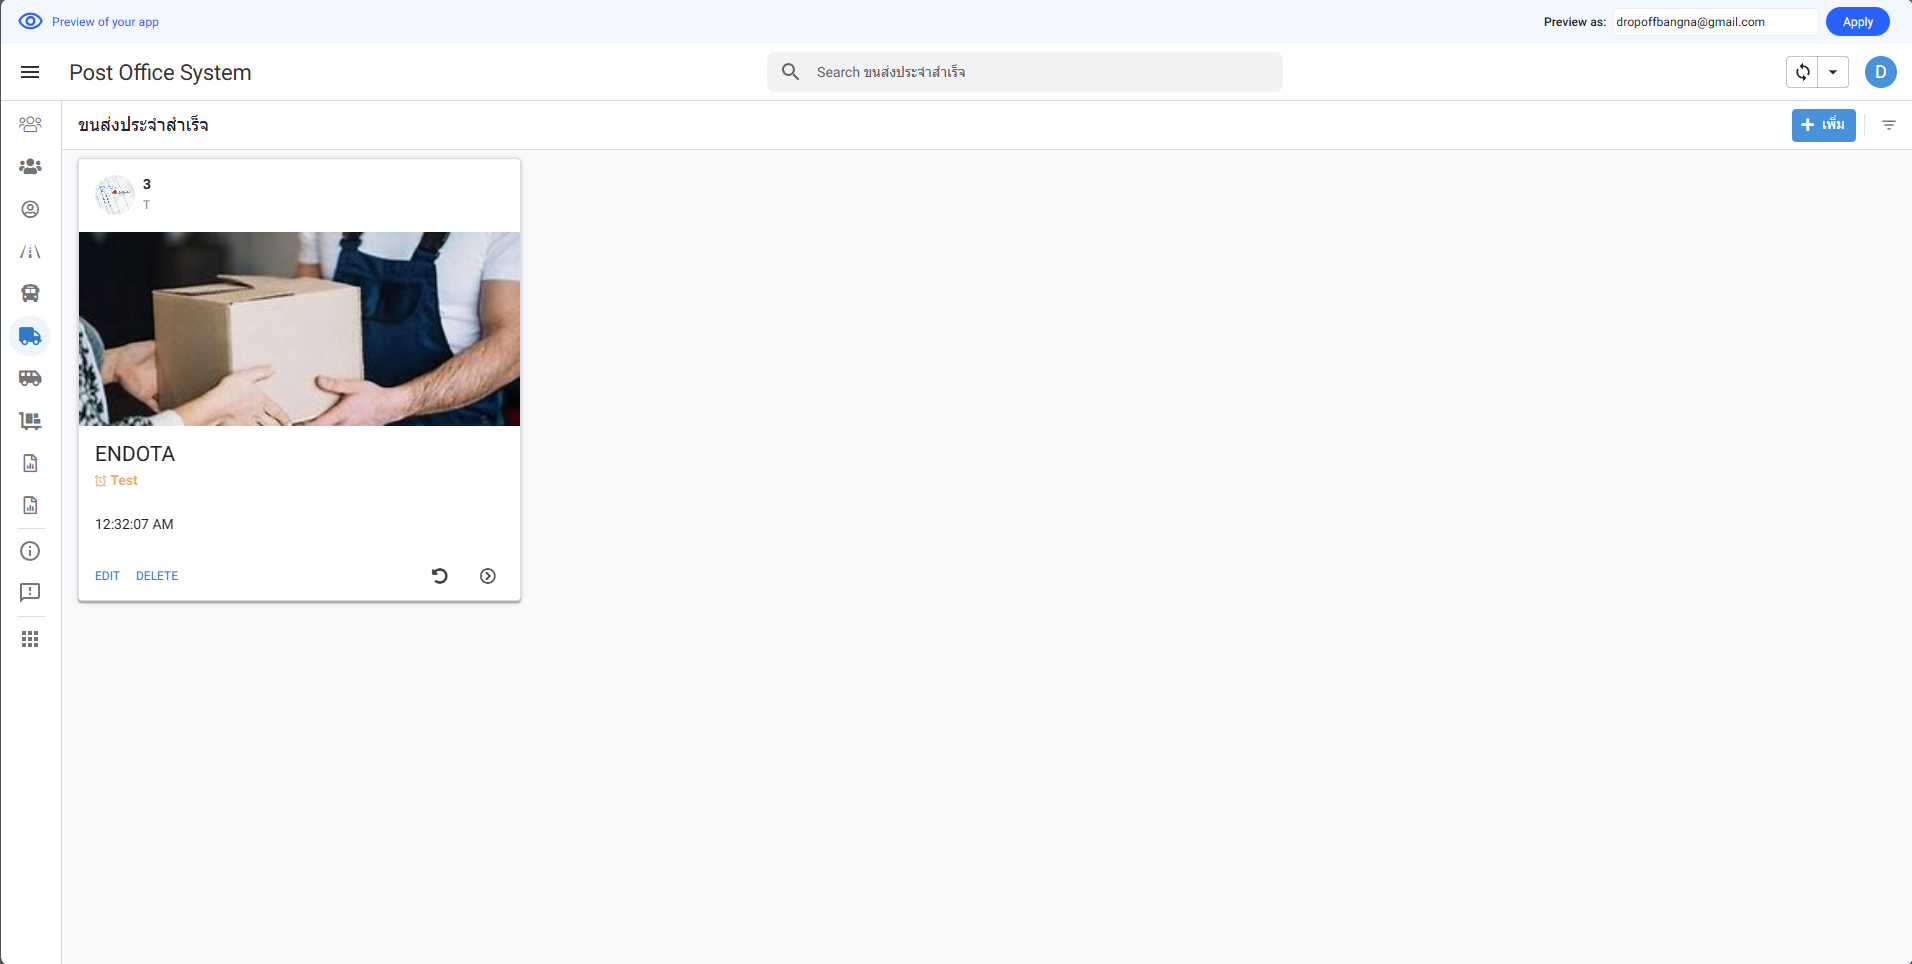 Preview of your app
Preview as: dropoffbangna@gmail.com Apply
Post Office System
Search ขนส่งประจำสำเร็จ
D
ขนส่งประจำสำเร็จ
เพิ่ม
3
T
ENDOTA
Test
12:32:07 AM
EDIT DELETE